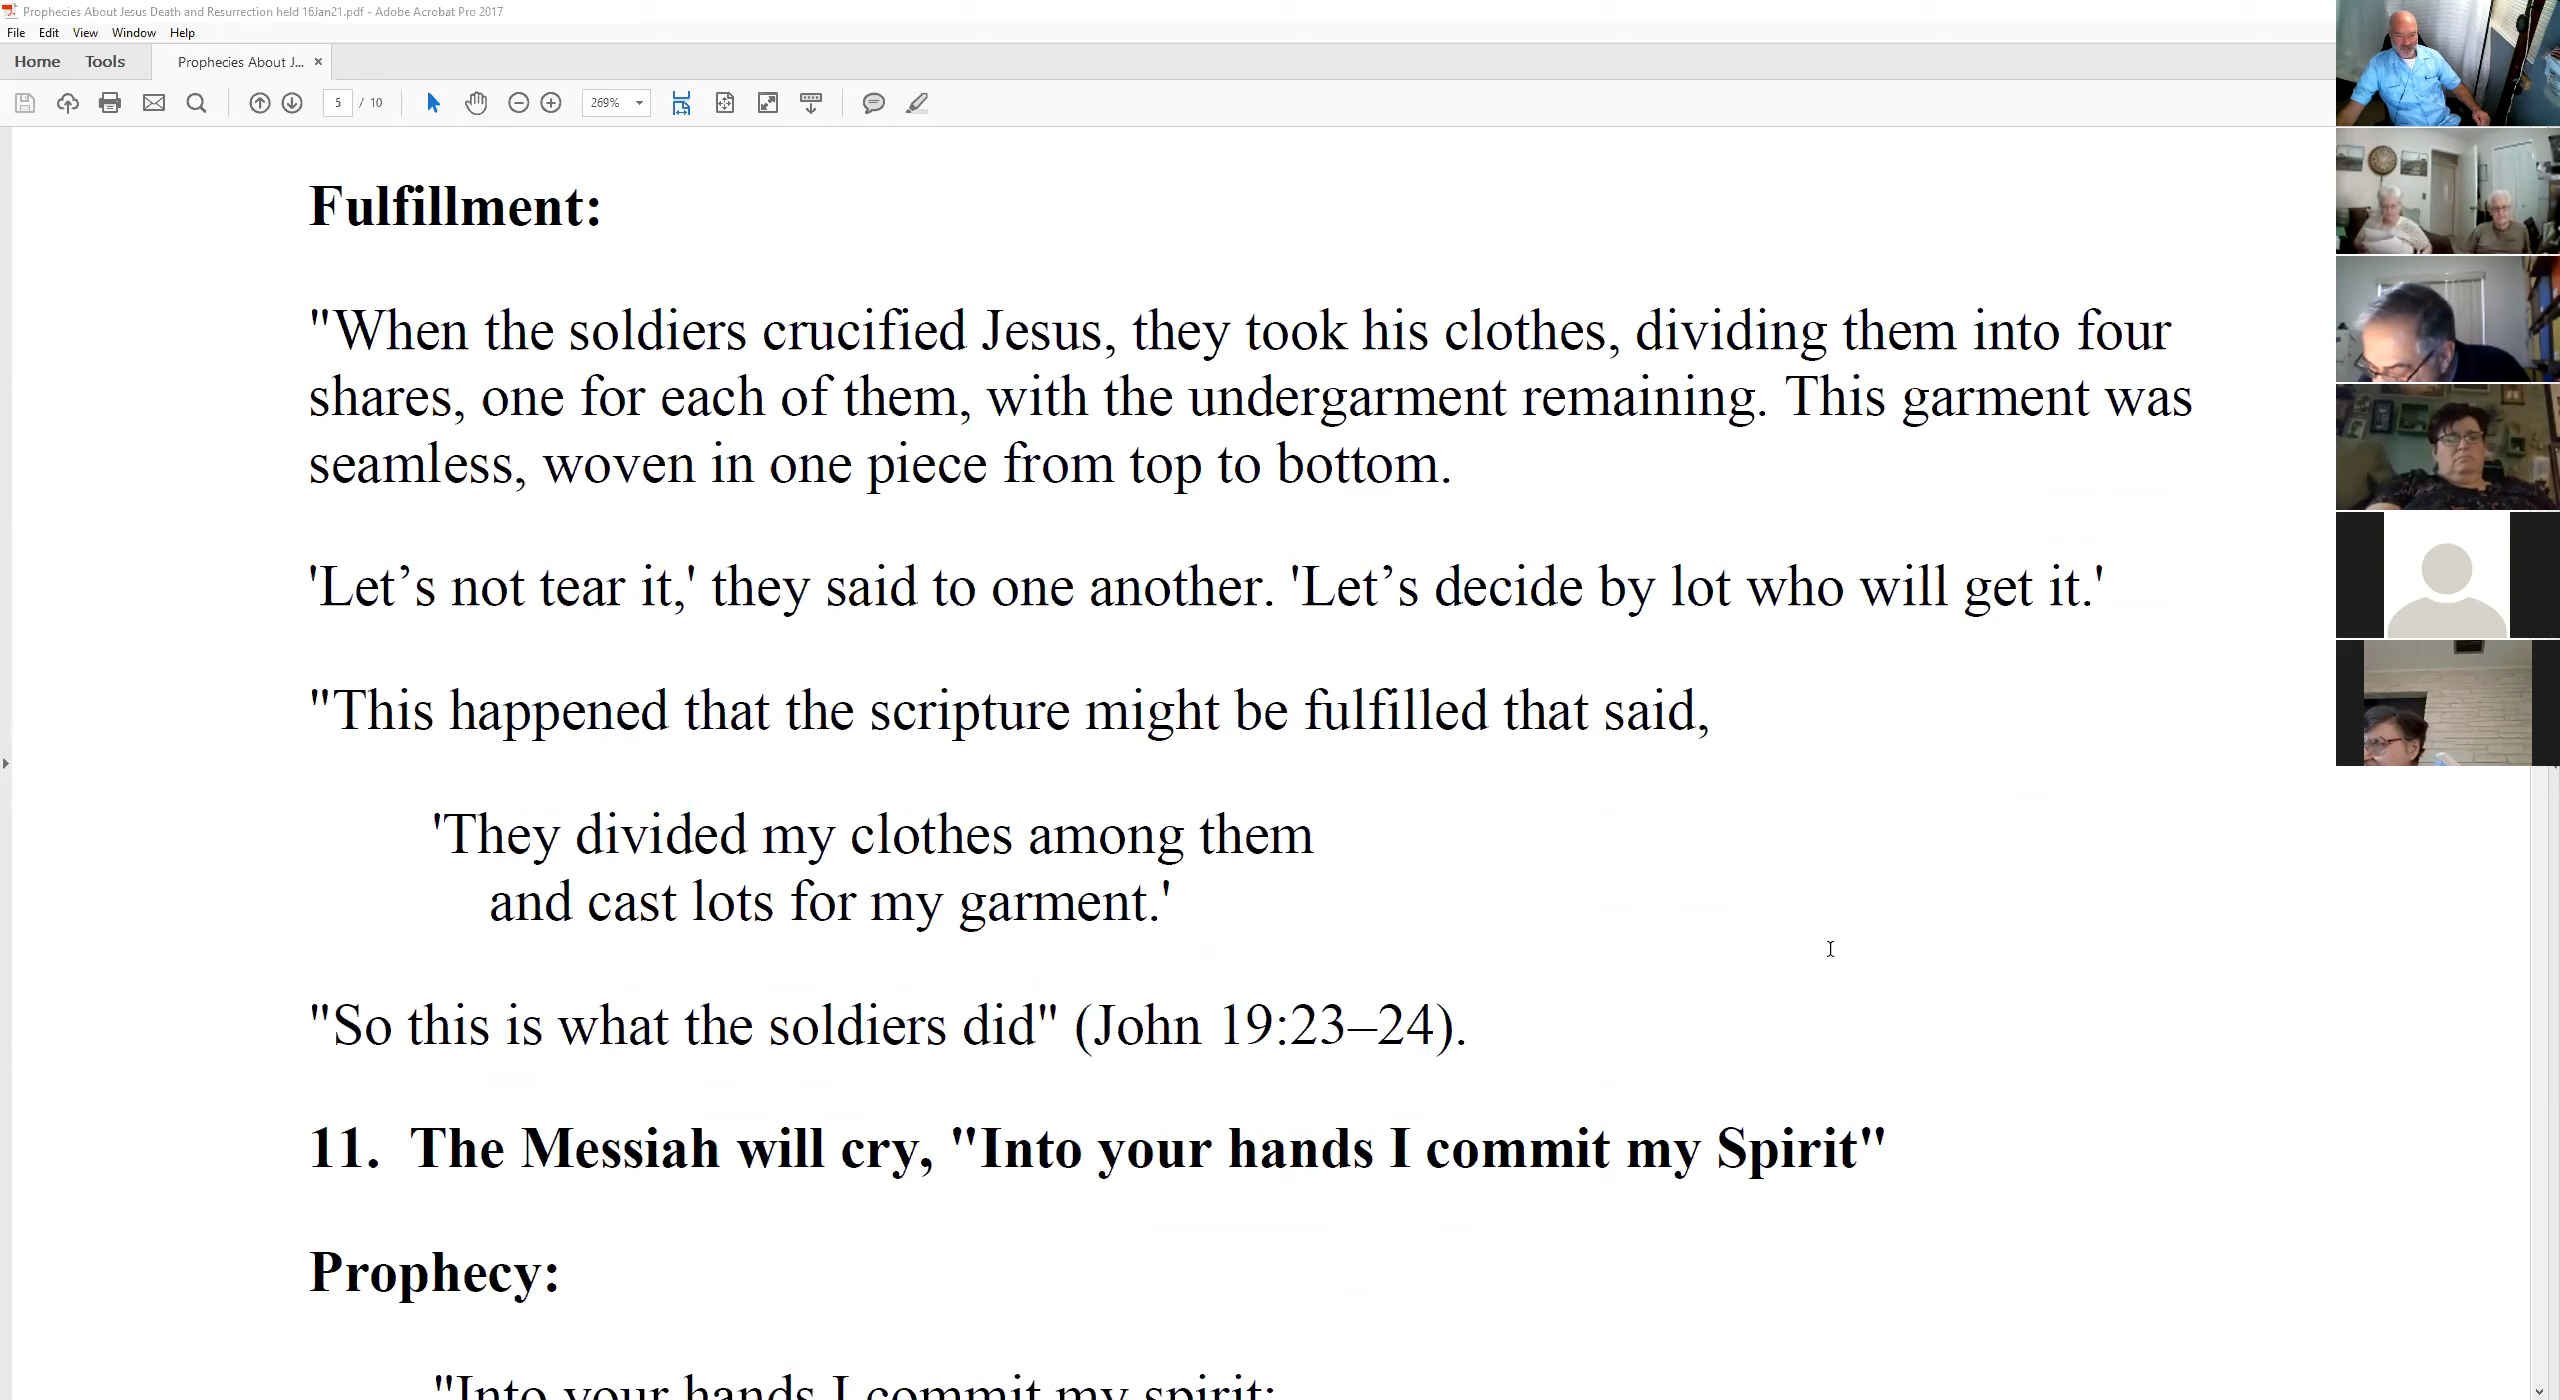 Prophecies About Jesus Death and Resurrection held 16Jan21.pdf - Adobe Acrobat Pro 2017
File Edit View Window Help
Home Tools Prophecies About J... ×
5 / 10 269%
Fulfillment:
"When the soldiers crucified Jesus, they took his clothes, dividing them into four
shares, one for each of them, with the undergarment remaining. This garment was
seamless, woven in one piece from top to bottom.
'Let’s not tear it,' they said to one another. 'Let’s decide by lot who will get it.'
"This happened that the scripture might be fulfilled that said,
'They divided my clothes among them
and cast lots for my garment.'
"So this is what the soldiers did" (John 19:23–24).
11. The Messiah will cry, "Into your hands I commit my Spirit"
Prophecy:
"Into your hands I commit my spirit;